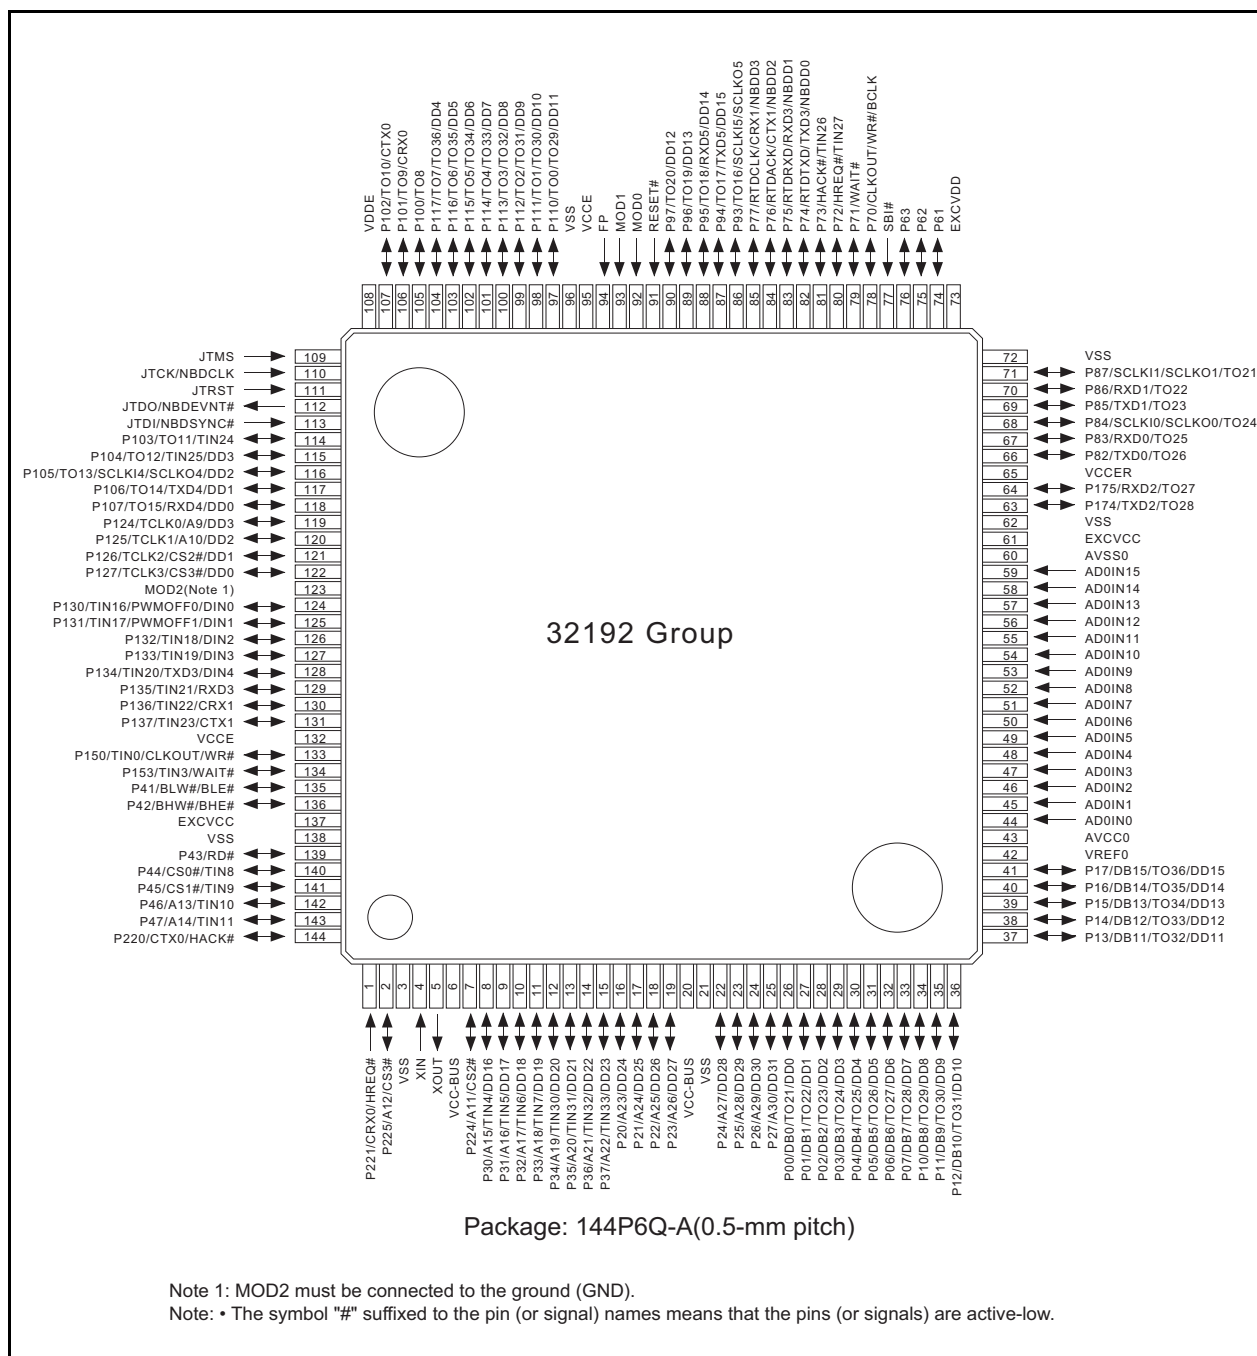 VDDE
P102/TO10/CTX0
P101/TO9/CRX0
P100/TO8
P117/TO7/TO36/DD4
P116/TO6/TO35/DD5
P115/TO5/TO34/DD6
P114/TO4/TO33/DD7
P113/TO3/TO32/DD8
P112/TO2/TO31/DD9
P111/TO1/TO30/DD10
P110/TO0/TO29/DD11
VSS
VCCE
FP
MOD1
MOD0
RESET#
P97/TO20/DD12
P96/TO19/DD13
P95/TO18/RXD5/DD14
P94/TO17/TXD5/DD15
P93/TO16/SCLKI5/SCLKO5
P77/RTDCLK/CRX1/NBDD3
P76/RTDACK/CTX1/NBDD2
P75/RTDRXD/RXD3/NBDD1
P74/RTDTXD/TXD3/NBDD0
P73/HACK#/TIN26
P72/HREQ#/TIN27
P71/WAIT#
P70/CLKOUT/WR#/BCLK
SBI#
P63
P62
P61
EXCVDD
108
107
106
105
104
103
102
101
100
99
98
97
96
95
94
93
92
91
90
89
88
87
86
85
84
83
82
81
80
79
78
77
76
75
74
73
JTMS 109
JTCK/NBDCLK 110
JTRST 111
JTDO/NBDEVNT# 112
JTDI/NBDSYNC# 113
P103/TO11/TIN24 114
P104/TO12/TIN25/DD3 115
P105/TO13/SCLKI4/SCLKO4/DD2 116
P106/TO14/TXD4/DD1 117
P107/TO15/RXD4/DD0 118
P124/TCLK0/A9/DD3 119
P125/TCLK1/A10/DD2 120
P126/TCLK2/CS2#/DD1 121
P127/TCLK3/CS3#/DD0 122
MOD2(Note 1) 123
P130/TIN16/PWMOFF0/DIN0 124
P131/TIN17/PWMOFF1/DIN1 125
P132/TIN18/DIN2 126
P133/TIN19/DIN3 127
P134/TIN20/TXD3/DIN4 128
P135/TIN21/RXD3 129
P136/TIN22/CRX1 130
P137/TIN23/CTX1 131
VCCE 132
P150/TIN0/CLKOUT/WR# 133
P153/TIN3/WAIT# 134
P41/BLW#/BLE# 135
P42/BHW#/BHE# 136
EXCVCC 137
VSS 138
P43/RD# 139
P44/CS0#/TIN8 140
P45/CS1#/TIN9 141
P46/A13/TIN10 142
P47/A14/TIN11 143
P220/CTX0/HACK# 144
32192 Group
72 VSS
71 P87/SCLKI1/SCLKO1/TO21
70 P86/RXD1/TO22
69 P85/TXD1/TO23
68 P84/SCLKI0/SCLKO0/TO24
67 P83/RXD0/TO25
66 P82/TXD0/TO26
65 VCCER
64 P175/RXD2/TO27
63 P174/TXD2/TO28
62 VSS
61 EXCVCC
60 AVSS0
59 AD0IN15
58 AD0IN14
57 AD0IN13
56 AD0IN12
55 AD0IN11
54 AD0IN10
53 AD0IN9
52 AD0IN8
51 AD0IN7
50 AD0IN6
49 AD0IN5
48 AD0IN4
47 AD0IN3
46 AD0IN2
45 AD0IN1
44 AD0IN0
43 AVCC0
42 VREF0
41 P17/DB15/TO36/DD15
40 P16/DB14/TO35/DD14
39 P15/DB13/TO34/DD13
38 P14/DB12/TO33/DD12
37 P13/DB11/TO32/DD11
1
2
3
4
5
6
7
8
9
10
11
12
13
14
15
16
17
18
19
20
21
22
23
24
25
26
27
28
29
30
31
32
33
34
35
36
P221/CRX0/HREQ#
P225/A12/CS3#
VSS
XIN
XOUT
VCC-BUS
P224/A11/CS2#
P30/A15/TIN4/DD16
P31/A16/TIN5/DD17
P32/A17/TIN6/DD18
P33/A18/TIN7/DD19
P34/A19/TIN30/DD20
P35/A20/TIN31/DD21
P36/A21/TIN32/DD22
P37/A22/TIN33/DD23
P20/A23/DD24
P21/A24/DD25
P22/A25/DD26
P23/A26/DD27
VCC-BUS
VSS
P24/A27/DD28
P25/A28/DD29
P26/A29/DD30
P27/A30/DD31
P00/DB0/TO21/DD0
P01/DB1/TO22/DD1
P02/DB2/TO23/DD2
P03/DB3/TO24/DD3
P04/DB4/TO25/DD4
P05/DB5/TO26/DD5
P06/DB6/TO27/DD6
P07/DB7/TO28/DD7
P10/DB8/TO29/DD8
P11/DB9/TO30/DD9
P12/DB10/TO31/DD10
Package: 144P6Q-A(0.5-mm pitch)
Note 1: MOD2 must be connected to the ground (GND).
Note: • The symbol "#" suffixed to the pin (or signal) names means that the pins (or signals) are active-low.